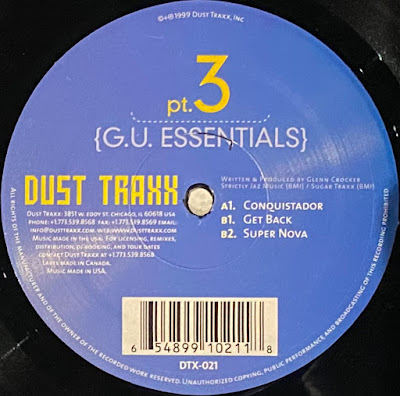 ©+℗1999 DUST TRAXX, INC
pt.3
{G.U. ESSENTIALS}
DUST TRAXX
DUST TRAXX: 3851 W. EDDY ST. CHICAGO, IL 60618 USA
PHONE: +1.773.539.8568 FAX: +1.773.539.8569 EMAIL:
INFO@DUSTTRAXX.COM. WEB:WWW.DUSTTRAXX.COM
MUSIC MADE IN THE USA. FOR LICENSING, REMIXES,
DISTRIBUTION, DJ BOOKING, AND TOUR DATES
CONTACT DUST TRAXX AT +1.773.539.8568.
LABEL MADE IN CANADA.
MUSIC MADE IN USA.
WRITTEN & PRODUCED BY GLENN CROCKER
STRICTLY JAZ MUSIC (BMI) / SUGAR TRAXX (BMI)
A1. CONQUISTADOR
B1. GET BACK
B2. SUPER NOVA
6 54899 10211 8
DTX-021
ALL RIGHTS OF THE MANUFACTURER AND OF THE OWNER OF THE RECORDED WORK RESERVED. UNAUTHORIZED COPYING, PUBLIC PERFORMANCE AND BROADCASTING OF THIS RECORDING PROHIBITED